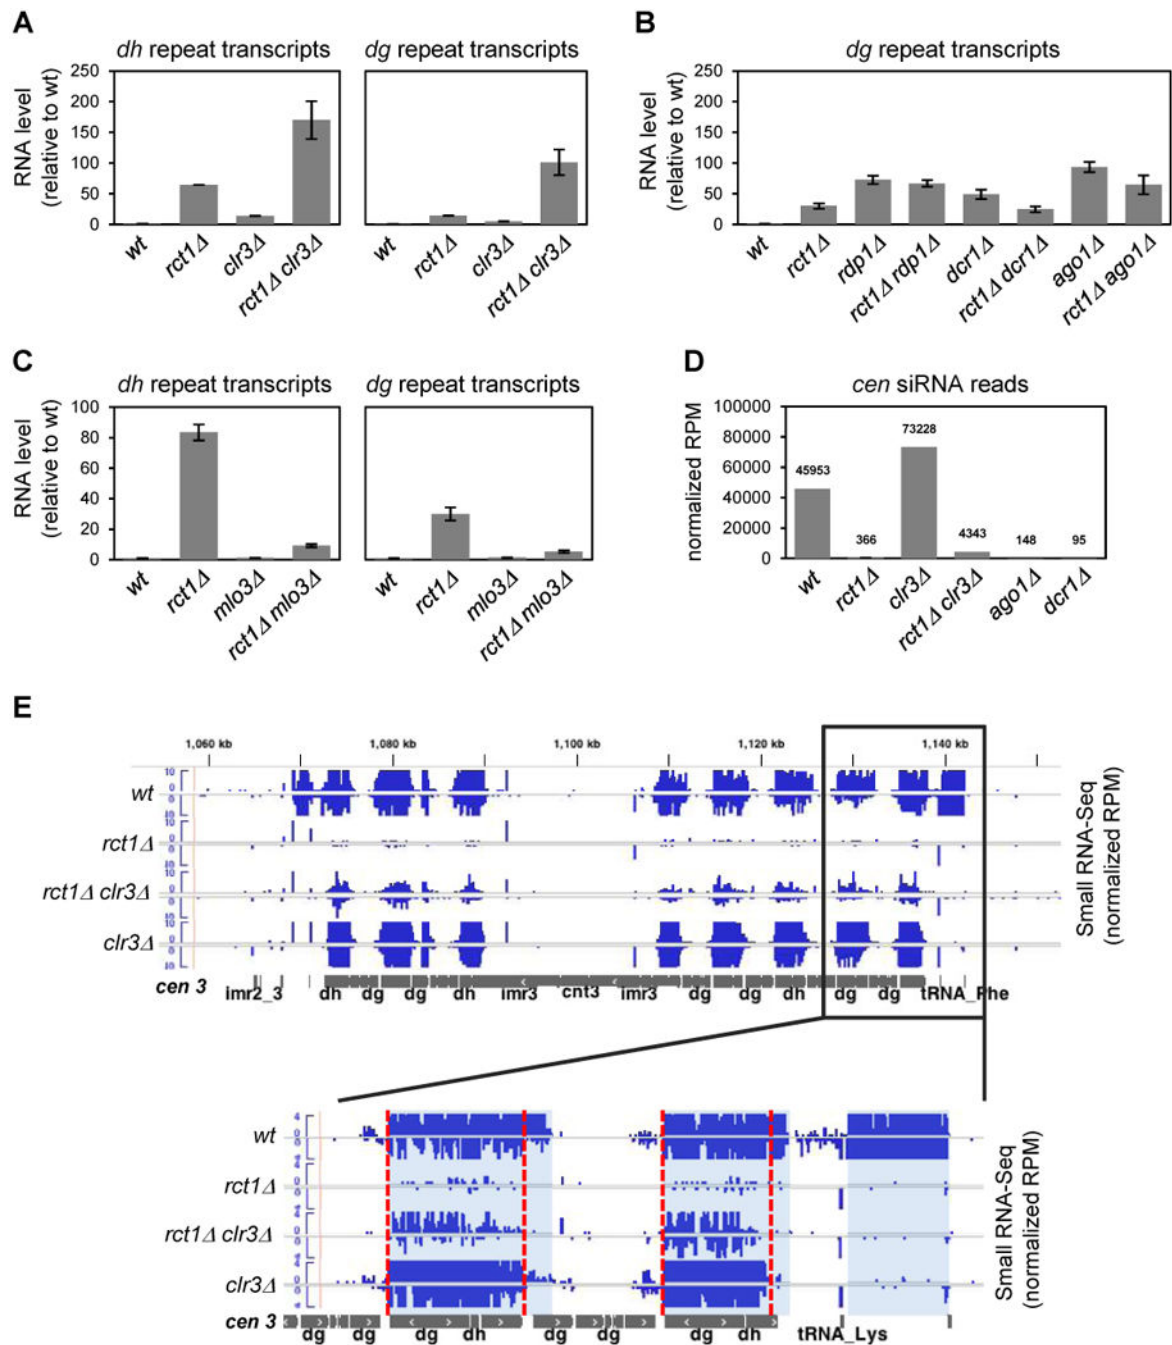 A
dh repeat transcripts
dg repeat transcripts
RNA level
(relative to wt)
250
200
150
100
50
0
wt
rct1Δ
clr3Δ
rct1Δ clr3Δ
wt
rct1Δ
clr3Δ
rct1Δ clr3Δ
B
dg repeat transcripts
RNA level
(relative to wt)
250
200
150
100
50
0
wt
rct1Δ
rdp1Δ
rct1Δ rdp1Δ
dcr1Δ
rct1Δ dcr1Δ
ago1Δ
rct1Δ ago1Δ
C
dh repeat transcripts
dg repeat transcripts
RNA level
(relative to wt)
100
80
60
40
20
0
wt
rct1Δ
mlo3Δ
rct1Δ mlo3Δ
wt
rct1Δ
mlo3Δ
rct1Δ mlo3Δ
D
cen siRNA reads
normalized RPM
100000
80000
60000
40000
20000
0
45953
366
73228
4343
148
95
wt
rct1Δ
clr3Δ
rct1Δ clr3Δ
ago1Δ
dcr1Δ
E
1,060 kb
1,080 kb
1,100 kb
1,120 kb
1,140 kb
wt
rct1Δ
rct1Δ clr3Δ
clr3Δ
Small RNA-Seq
(normalized RPM)
cen 3
imr2_3
dh
dg
dg
dh
imr3
cnt3
imr3
dg
dg
dh
dg
dg
tRNA_Phe
wt
rct1Δ
rct1Δ clr3Δ
clr3Δ
Small RNA-Seq
(normalized RPM)
cen 3
dg
dg
dg
dh
dg
dg
dg
dh
tRNA_Lys